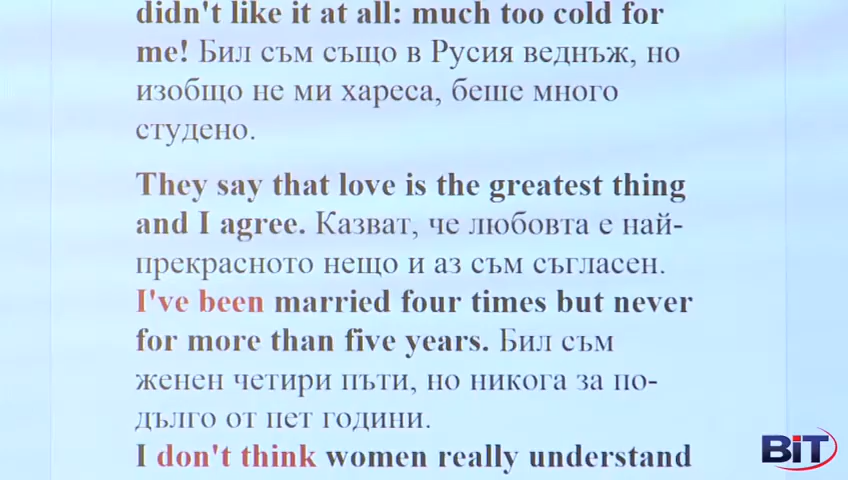 didn't like it at all: much too cold for
me! Бил съм също в Русия веднъж, но
изобщо не ми хареса, беше много
студено.
They say that love is the greatest thing
and I agree. Казват, че любовта е най-
прекрасното нещо и аз съм съгласен.
I've been married four times but never
for more than five years. Бил съм
женен четири пъти, но никога за по-
дълго от пет години.
I don't think women really understand
BiT